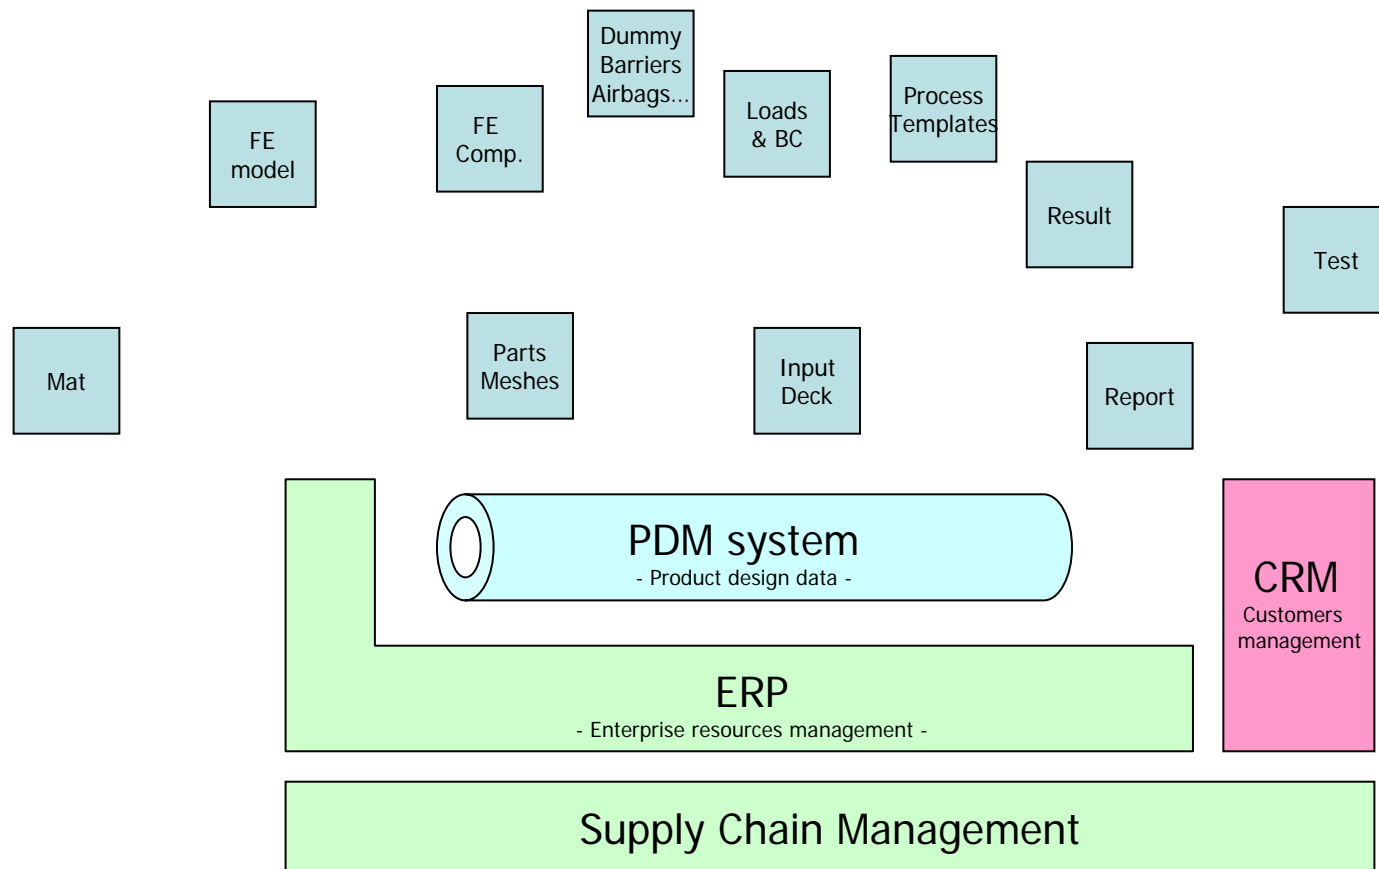 Dummy
Barriers
Airbags...
Process
Templates
Loads
& BC
FE
Comp.
FE
model
Result
Test
Parts
Meshes
Input
Deck
Mat
Report
PDM system
- Product design data -
CRM
Customers
management
ERP
- Enterprise resources management -
Supply Chain Management